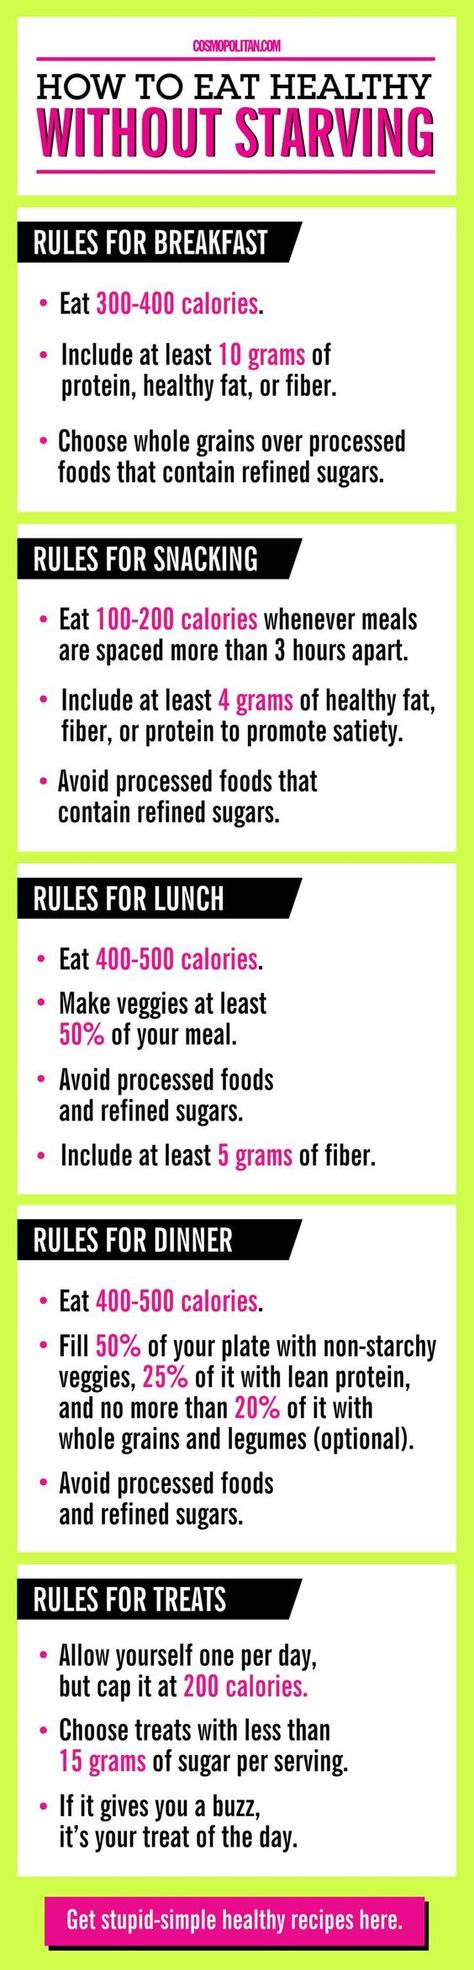 COSMOPOLITAN.COM
HOW TO EAT HEALTHY
WITHOUT STARVING
RULES FOR BREAKFAST
• Eat 300-400 calories.
• Include at least 10 grams of
protein, healthy fat, or fiber.
• Choose whole grains over processed
foods that contain refined sugars.
RULES FOR SNACKING
• Eat 100-200 calories whenever meals
are spaced more than 3 hours apart.
• Include at least 4 grams of healthy fat,
fiber, or protein to promote satiety.
• Avoid processed foods that
contain refined sugars.
RULES FOR LUNCH
• Eat 400-500 calories.
• Make veggies at least
50% of your meal.
• Avoid processed foods
and refined sugars.
• Include at least 5 grams of fiber.
RULES FOR DINNER
• Eat 400-500 calories.
• Fill 50% of your plate with non-starchy
veggies, 25% of it with lean protein,
and no more than 20% of it with
whole grains and legumes (optional).
• Avoid processed foods
and refined sugars.
RULES FOR TREATS
• Allow yourself one per day,
but cap it at 200 calories.
• Choose treats with less than
15 grams of sugar per serving.
• If it gives you a buzz,
it's your treat of the day.
Get stupid-simple healthy recipes here.